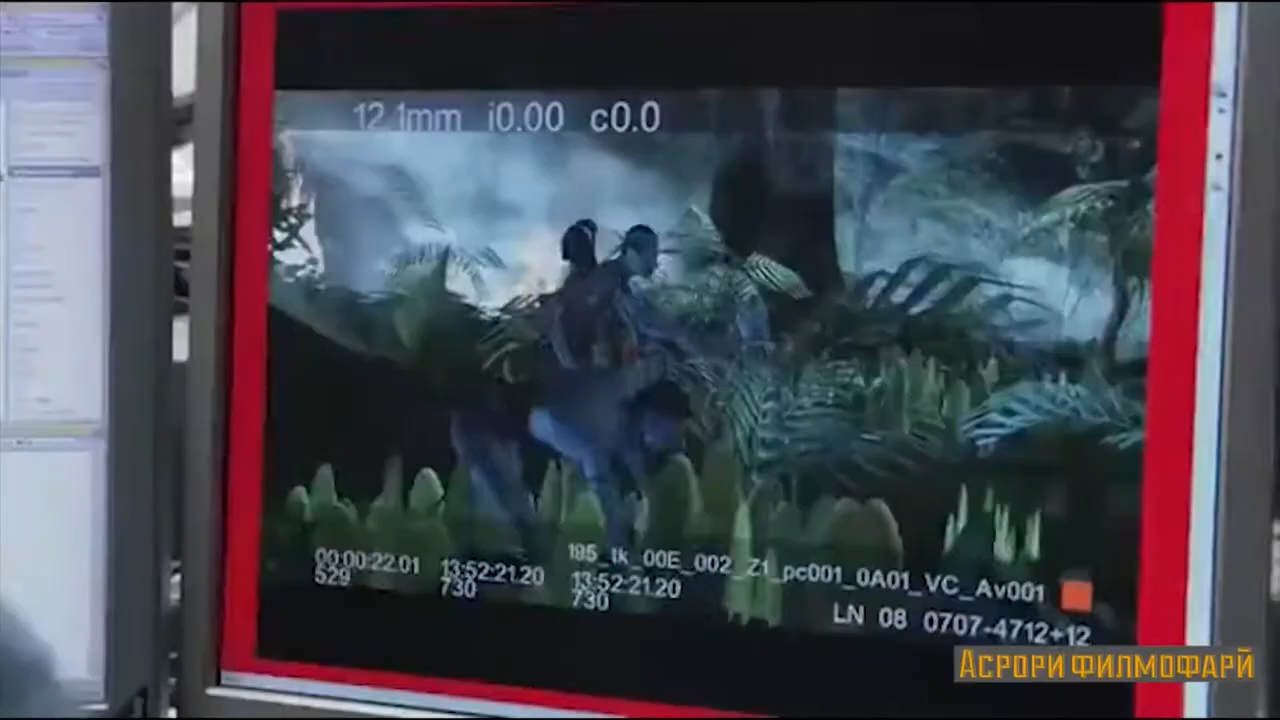 12.1mm i0.00 c0.0
185_tk_00E_002_Z1_pc001_0A01_VC_Av001
00:00:22.01 13:52:21.20 13:52:21.20
529 730 730
LN 08 0707-4712+12
Асрори филмофарӣ